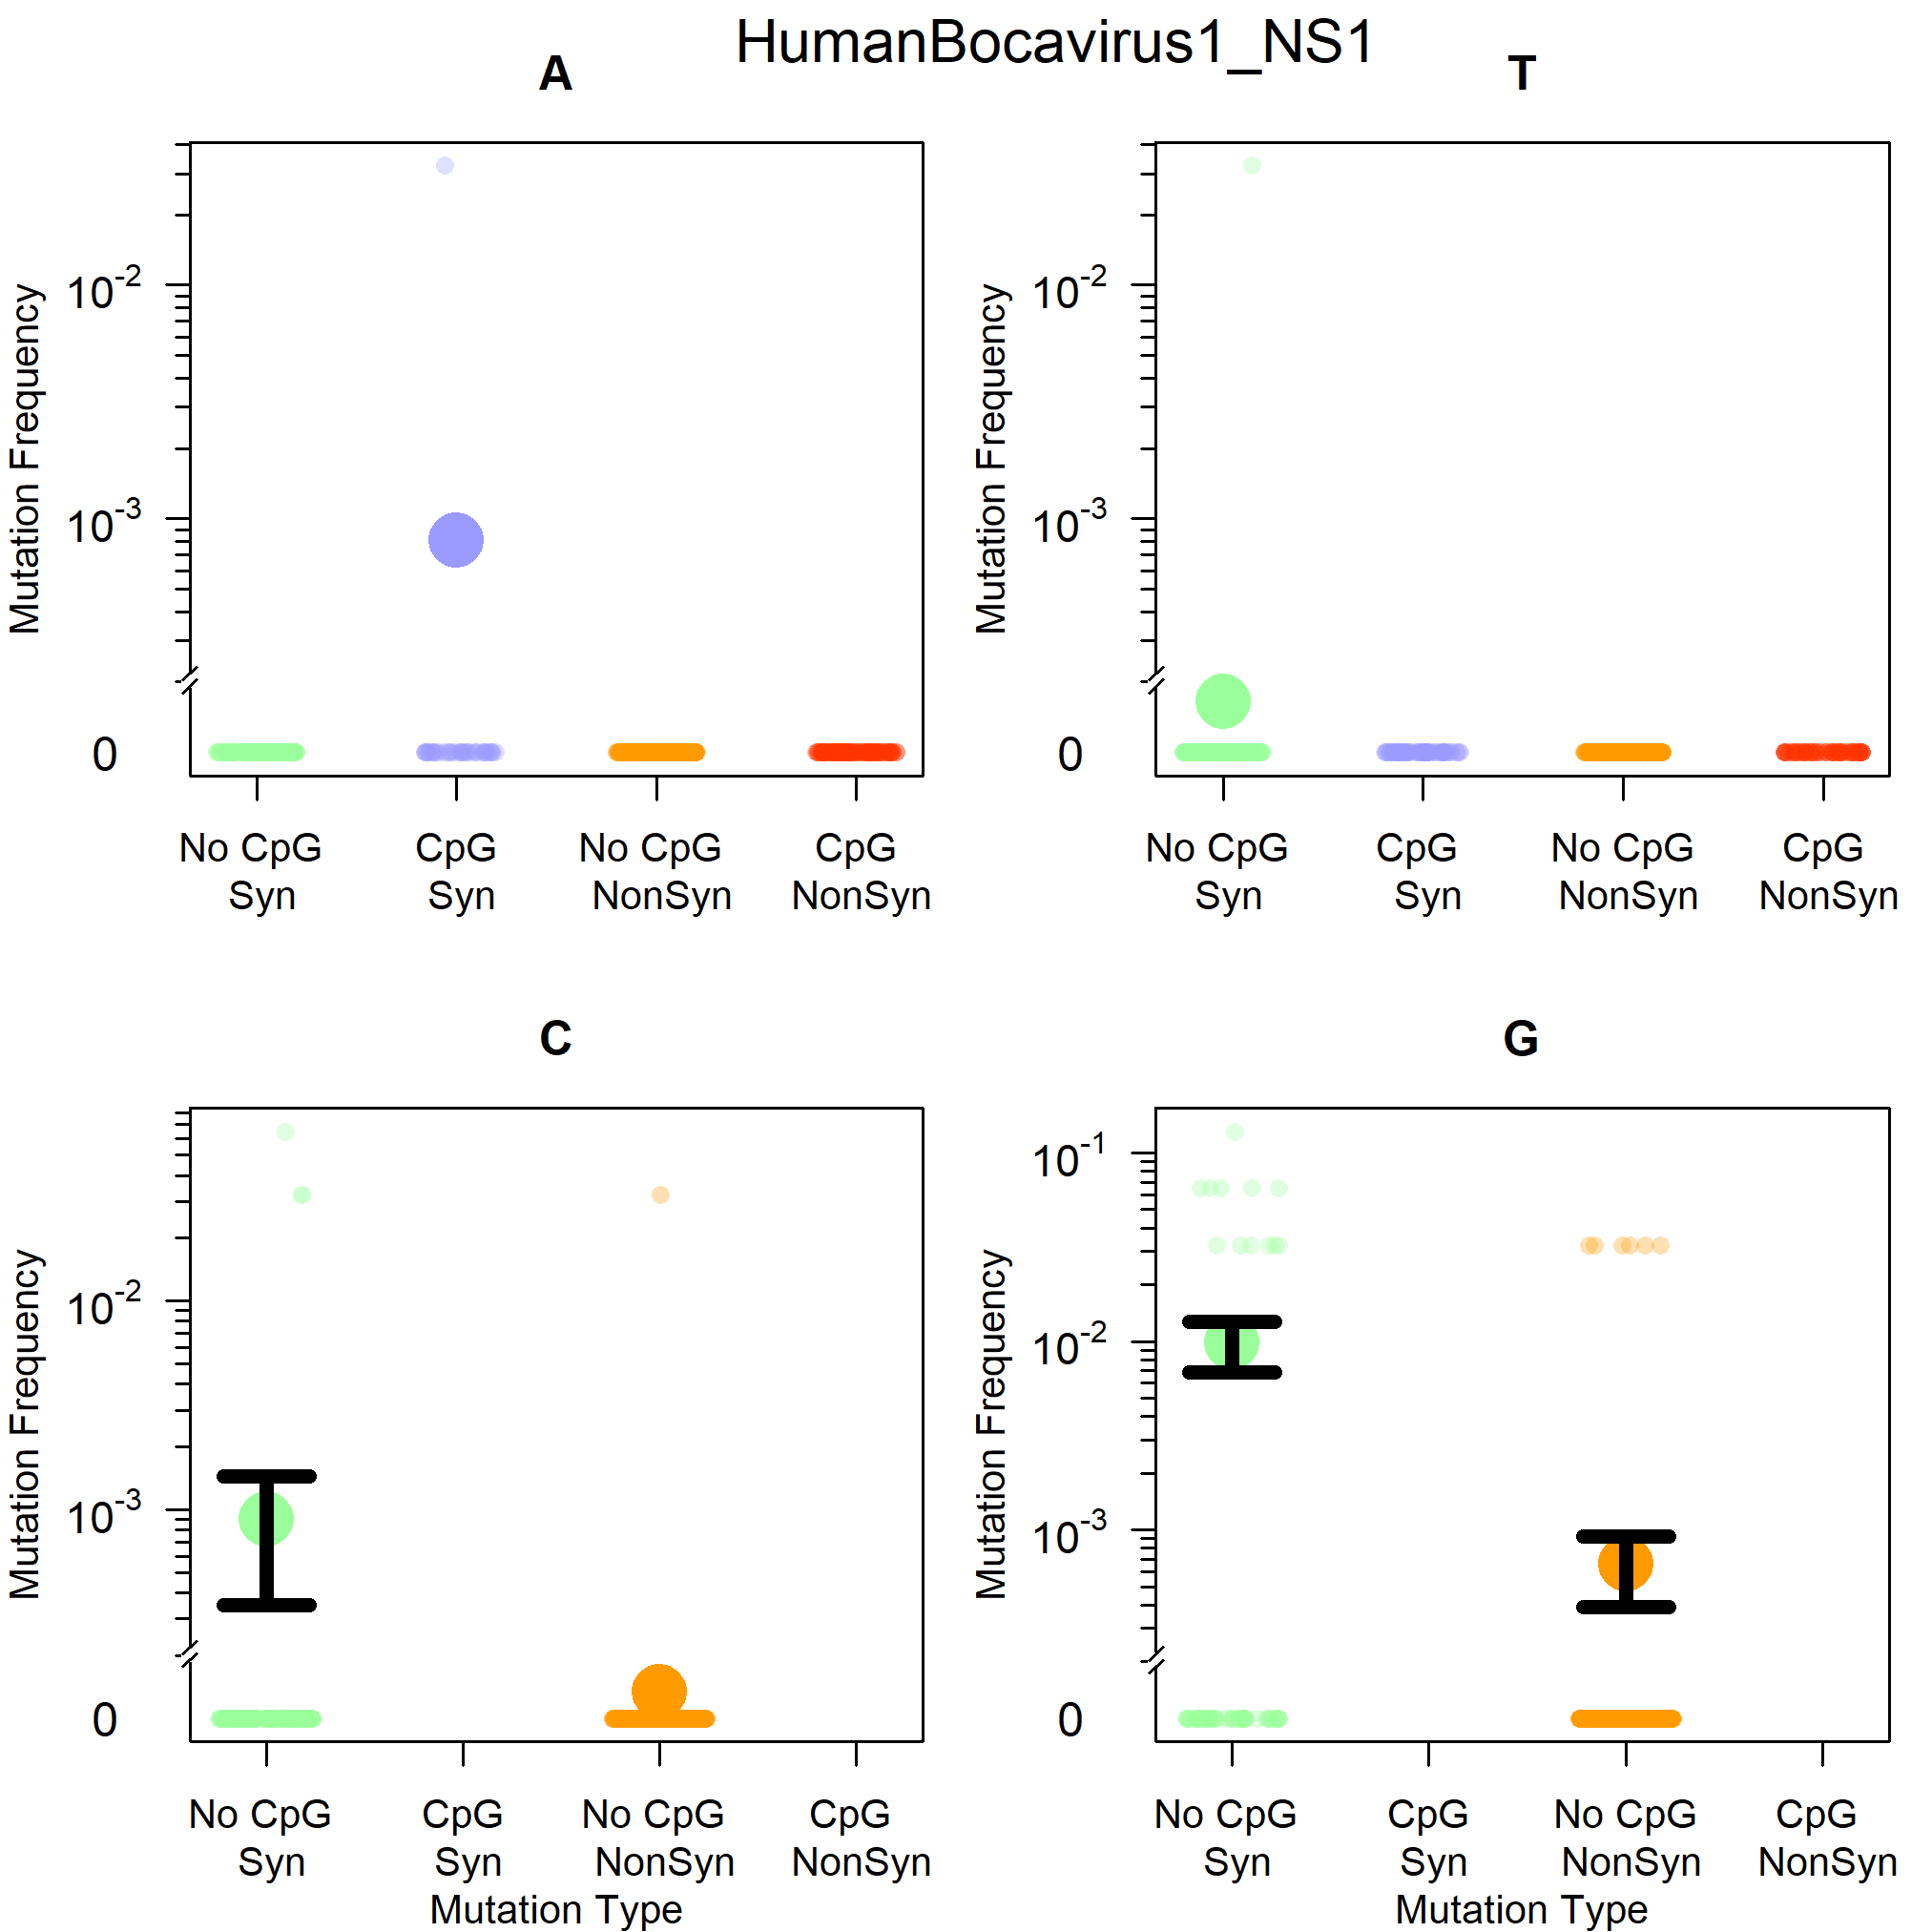 HumanBocavirus1_NS1
A
Mutation Frequency
10-2
10-3
0
No CpG CpG No CpG CpG
Syn Syn NonSyn NonSyn
T
Mutation Frequency
10-2
10-3
0
No CpG CpG No CpG CpG
Syn Syn NonSyn NonSyn
C
Mutation Frequency
10-2
10-3
0
No CpG CpG No CpG CpG
Syn Syn NonSyn NonSyn
Mutation Type
G
Mutation Frequency
10-1
10-2
10-3
0
No CpG CpG No CpG CpG
Syn Syn NonSyn NonSyn
Mutation Type